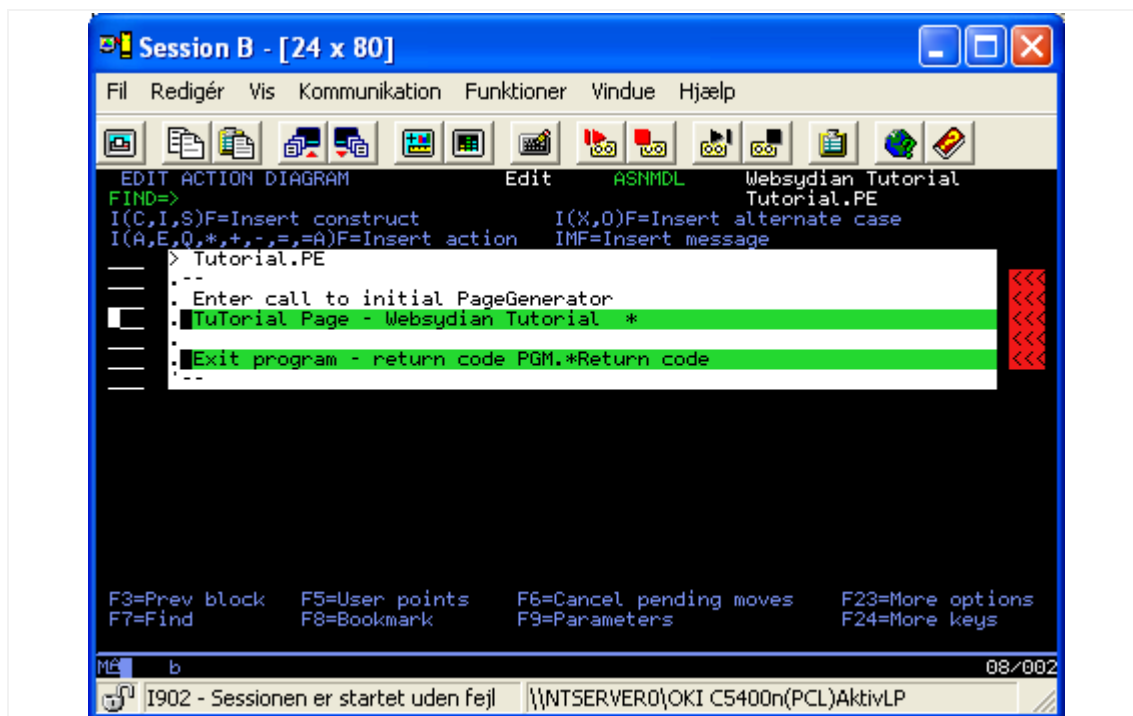 Session B - [24 x 80]
Fil Redigér Vis Kommunikation Funktioner Vindue Hjælp
EDIT ACTION DIAGRAM Edit ASNMDL Websydian Tutorial
FIND=> Tutorial.PE
I(C,I,S)F=Insert construct I(X,O)F=Insert alternate case
I(A,E,Q,*,+,-,=,=A)F=Insert action IMF=Insert message
> Tutorial.PE
.--
. Enter call to initial PageGenerator <<<
. TuTorial Page - Websydian Tutorial * <<<
. <<<
. Exit program - return code PGM.*Return code <<<
'--
F3=Prev block F5=User points F6=Cancel pending moves F23=More options
F7=Find F8=Bookmark F9=Parameters F24=More keys
b 08/002
I902 - Sessionen er startet uden fejl \\NTSERVER0\OKI C5400n(PCL)AktivLP